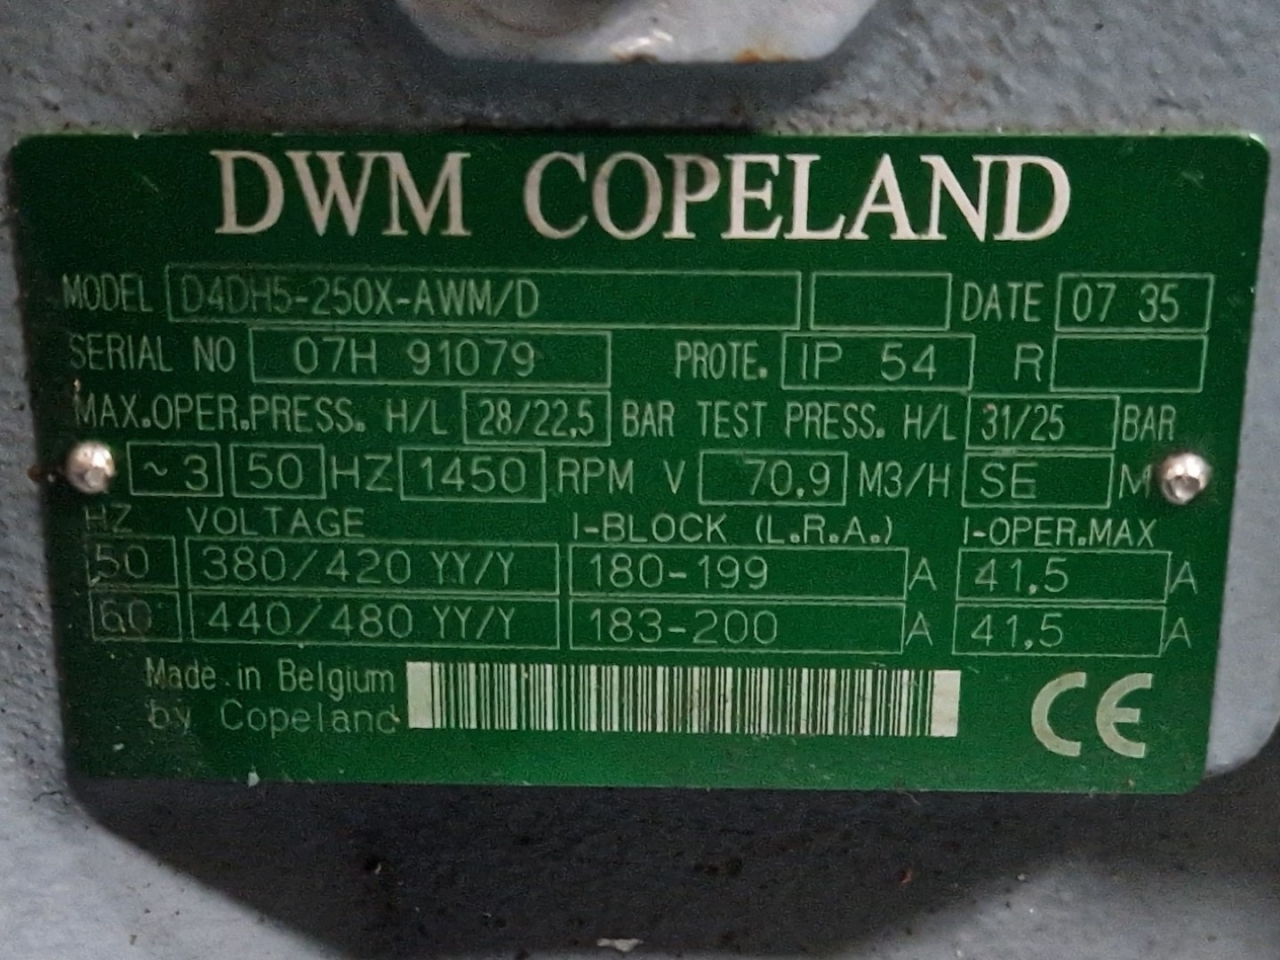 DWM COPELAND
MODEL D4DH5-250X-AWM/D DATE 07 35
SERIAL NO 07H 91079 PROTE. IP 54 R
MAX.OPER.PRESS. H/L 28/22.5 BAR TEST PRESS. H/L 31/25 BAR
~3 50 HZ 1450 RPM V 70.9 M3/H SE M
HZ VOLTAGE I-BLOCK (L.R.A.) I-OPER.MAX
50 380/420 YY/Y 180-199 A 41.5 A
60 440/480 YY/Y 183-200 A 41.5 A
Made in Belgium
by Copeland
CE